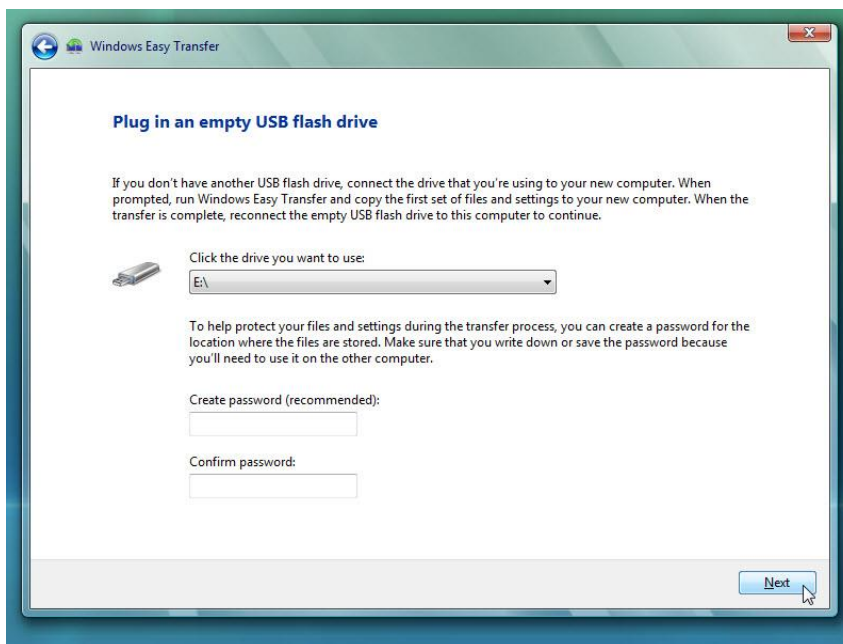 Windows Easy Transfer
Plug in an empty USB flash drive
If you don't have another USB flash drive, connect the drive that you're using to your new computer. When
prompted, run Windows Easy Transfer and copy the first set of files and settings to your new computer. When the
transfer is complete, reconnect the empty USB flash drive to this computer to continue.
Click the drive you want to use:
E:\
To help protect your files and settings during the transfer process, you can create a password for the
location where the files are stored. Make sure that you write down or save the password because
you'll need to use it on the other computer.
Create password (recommended):
Confirm password:
Next